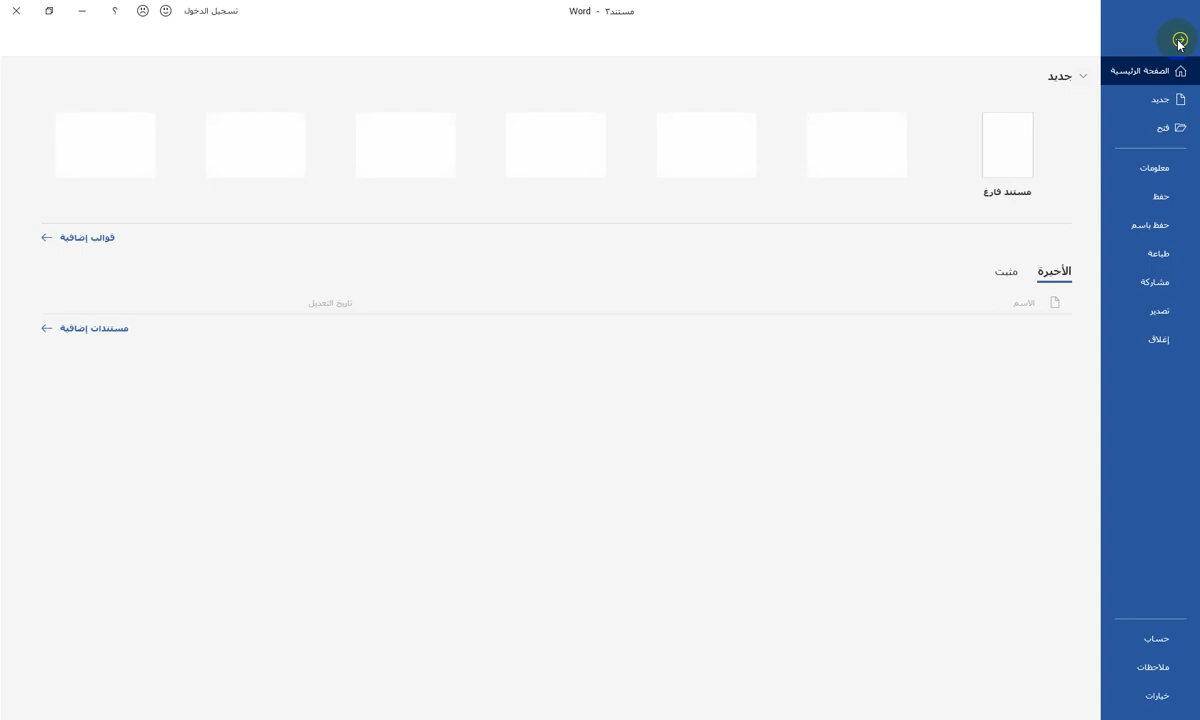 مستند٣ - Word
تسجيل الدخول
؟
الصفحة الرئيسية
جديد
فتح
معلومات
حفظ
حفظ باسم
طباعة
مشاركة
تصدير
إغلاق
حساب
ملاحظات
خيارات
جديد
مستند فارغ
قوالب إضافية
الأخيرة
مثبت
الاسم
تاريخ التعديل
مستندات إضافية